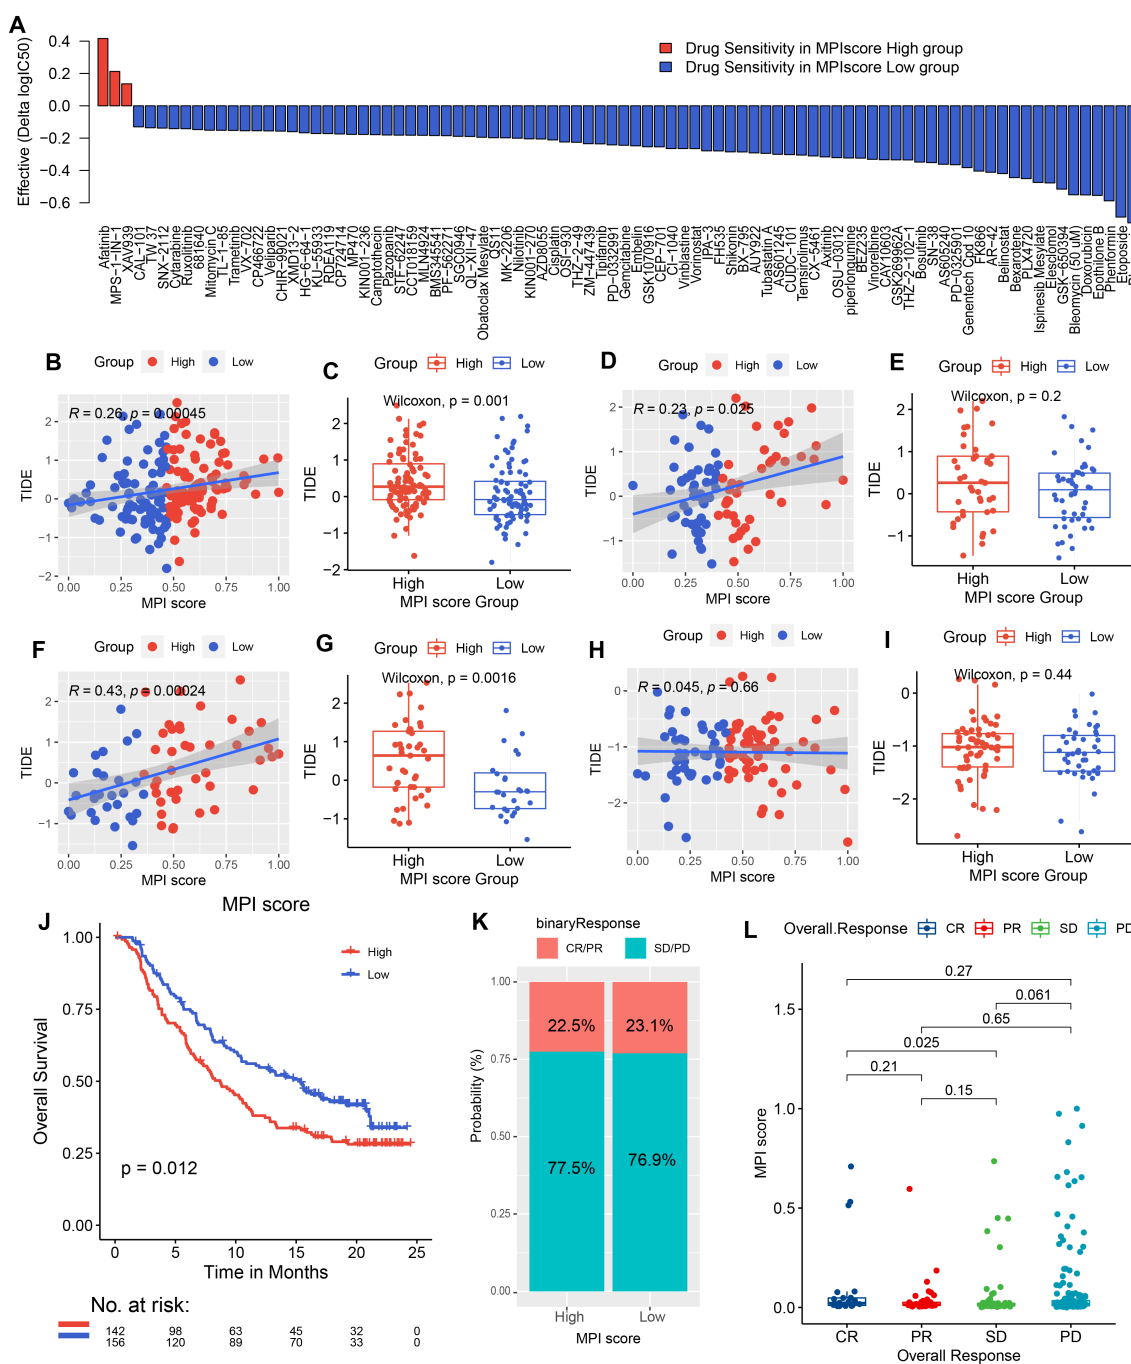 A
Effective (Delta logIC50)
0.4
0.2
0.0
−0.2
−0.4
−0.6
Drug Sensitivity in MPIscore High group
Drug Sensitivity in MPIscore Low group
Afatinib
MPS−1−IN−1
XAV939
CAL−101
TW 37
SNX−2112
Cytarabine
Ruxolitinib
681640
Mitomycin C
TL−1−85
Trametinib
VX−702
CP466722
Veliparib
CHIR−99021
XMD13−2
HG−6−64−1
KU−55933
RDEA119
CP724714
MP470
KIN001−236
Camptothecin
Pazopanib
STF−62247
CCT018159
MLN4924
BMS345541
PF−562271
SGC0946
QL−XII−47
Obatoclax Mesylate
QS11
MK−2206
Nilotinib
KIN001−270
AZD8055
Cisplatin
OSI−930
THZ−2−49
ZM−447439
Tipifarnib
PD−0332991
Gemcitabine
Embelin
GSK1070916
CEP−701
CI−1040
Vinblastine
Vorinostat
IPA−3
FH535
Shikonin
BX−795
AUY922
Tubastatin A
AS601245
CUDC−101
Temsirolimus
CX−5461
Axitinib
OSU−03012
piperlongumine
BEZ235
Vinorelbine
GSK269962A
THZ−2−102−1
Bosutinib
SN−38
AS605240
PD−0325901
Genentech Cpd 10
FK866
AR−42
Belinostat
Bexarotene
PLX4720
Ispinesib Mesylate
Elesclomol
GSK−650394
Bleomycin (50 uM)
Doxorubicin
Epothilone B
Phenformin
Etoposide
B
Group High Low
R = 0.26, p = 0.00045
TIDE
2
1
0
−1
−2
0.00 0.25 0.50 0.75 1.00
MPI score
C
Group High Low
Wilcoxon, p = 0.001
TIDE
2
1
0
−1
−2
High Low
MPI score Group
D
Group High Low
R = 0.23, p = 0.025
TIDE
2
1
0
−1
0.00 0.25 0.50 0.75 1.00
MPI score
E
Group High Low
Wilcoxon, p = 0.2
TIDE
2
1
0
−1
High Low
MPI score Group
F
Group High Low
R = 0.43, p = 0.00024
TIDE
2
1
0
−1
0.00 0.25 0.50 0.75 1.00
MPI score
G
Group High Low
Wilcoxon, p = 0.0016
TIDE
2
1
0
−1
High Low
MPI score Group
H
Group High Low
R = 0.045, p = 0.66
TIDE
0
−1
−2
0.00 0.25 0.50 0.75 1.00
MPI score
I
Group High Low
Wilcoxon, p = 0.44
TIDE
0
−1
−2
High Low
MPI score Group
J
MPI score
High
Low
Overall Survival
1.00
0.75
0.50
0.25
0.00
p = 0.012
0 5 10 15 20 25
Time in Months
No. at risk:
142 98 63 45 32 0
156 120 89 70 33 0
K
binaryResponse
CR/PR SD/PD
Probability (%)
1.00
0.75
0.50
0.25
0.00
22.5% 23.1%
77.5% 76.9%
High Low
MPI score
L
Overall.Response CR PR SD PD
MPI score
1.5
1.0
0.5
0.0
0.27
0.061
0.65
0.025
0.21
0.15
CR PR SD PD
Overall Response